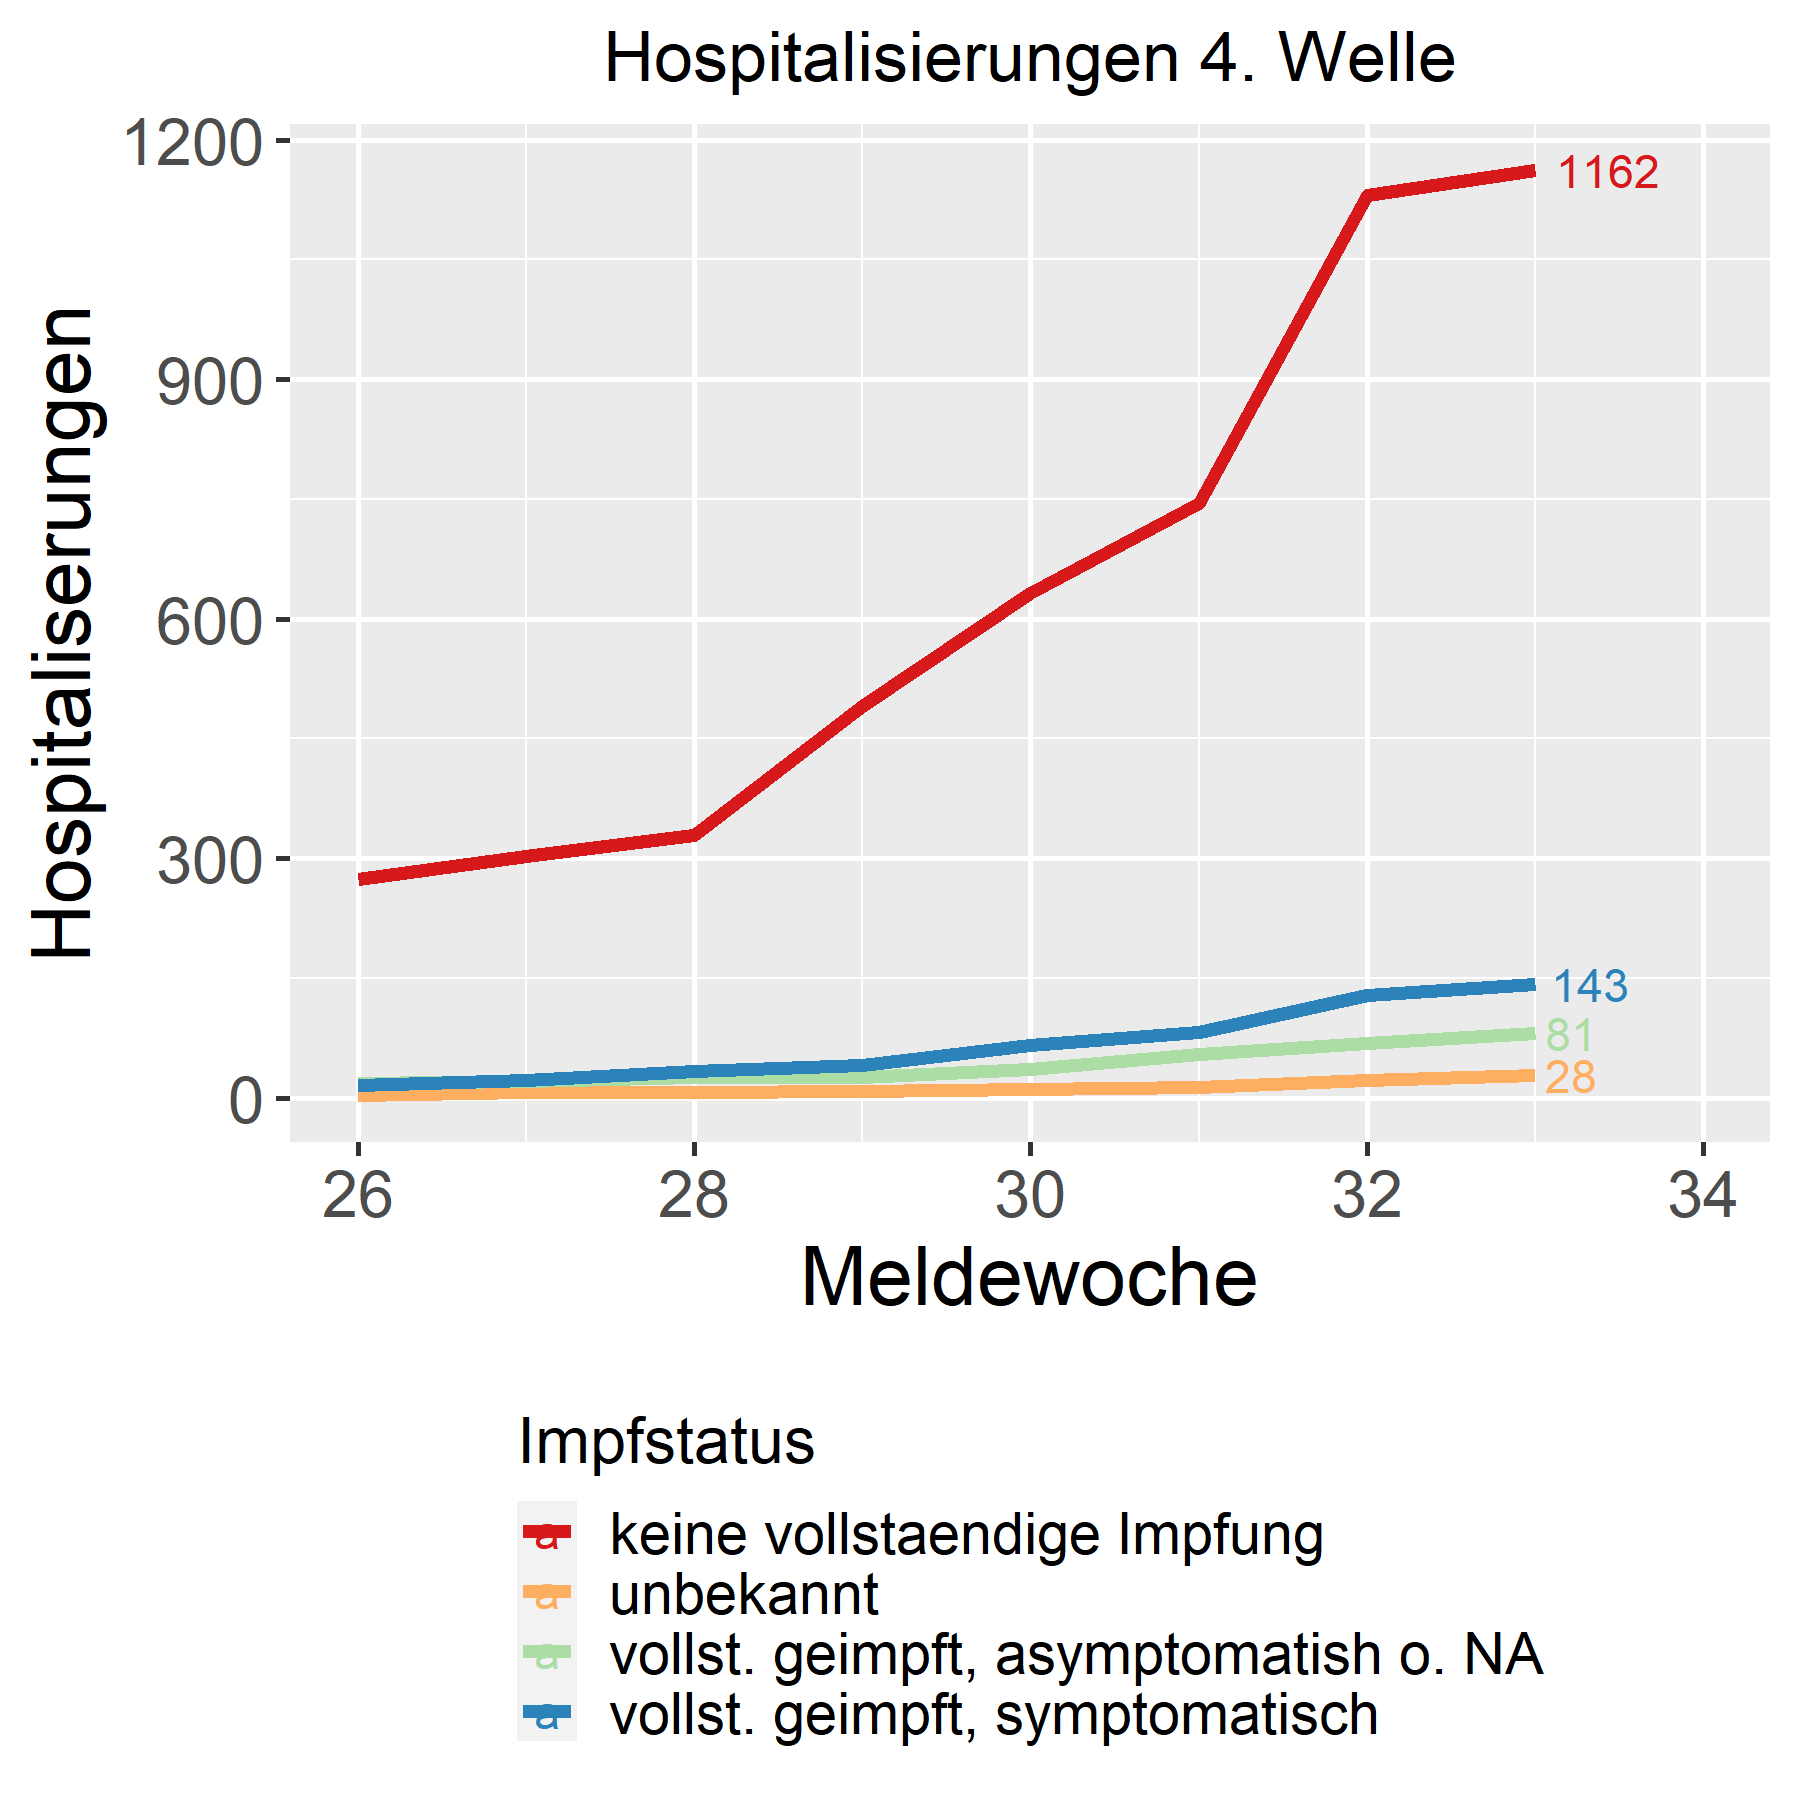 Hospitalisierungen 4. Welle
1200
900
600
300
0
Hospitaliserungen
1162
143
81
28
26 28 30 32 34
Meldewoche
Impfstatus
a keine vollstaendige Impfung
a unbekannt
a vollst. geimpft, asymptomatish o. NA
a vollst. geimpft, symptomatisch